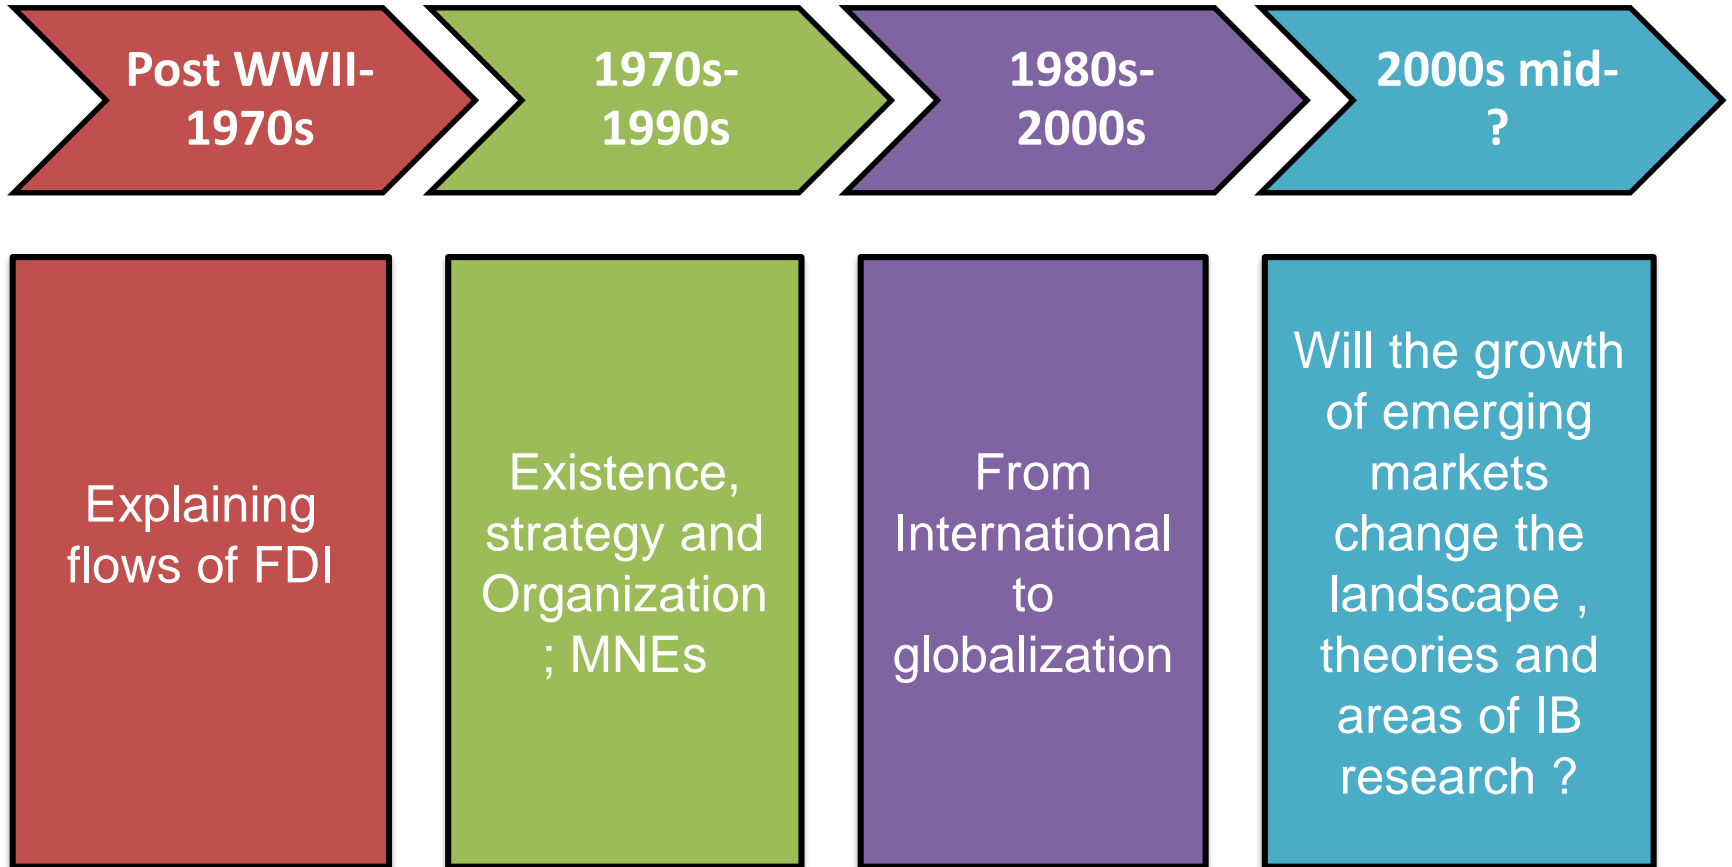 Post WWII-
1970s
1970s-
1990s
1980s-
2000s
2000s mid-
?
Explaining
flows of FDI
Existence,
strategy and
Organization
; MNEs
From
International
to
globalization
Will the growth
of emerging
markets
change the
landscape ,
theories and
areas of IB
research ?